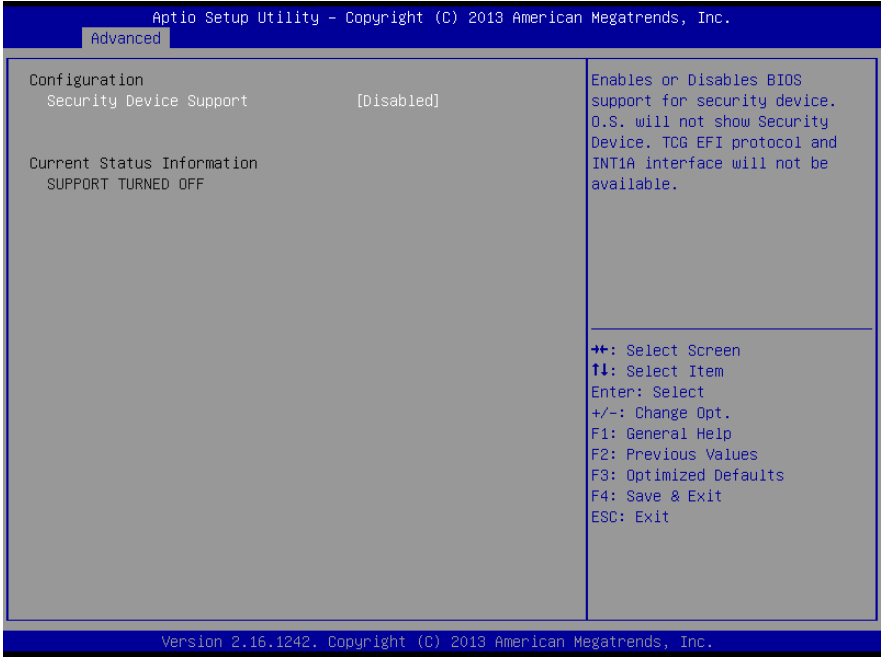 Aptio Setup Utility – Copyright (C) 2013 American Megatrends, Inc.
Advanced
Configuration
Security Device Support [Disabled]
Current Status Information
SUPPORT TURNED OFF
Enables or Disables BIOS
support for security device.
O.S. will not show Security
Device. TCG EFI protocol and
INT1A interface will not be
available.
→←: Select Screen
↑↓: Select Item
Enter: Select
+/-: Change Opt.
F1: General Help
F2: Previous Values
F3: Optimized Defaults
F4: Save & Exit
ESC: Exit
Version 2.16.1242. Copyright (C) 2013 American Megatrends, Inc.